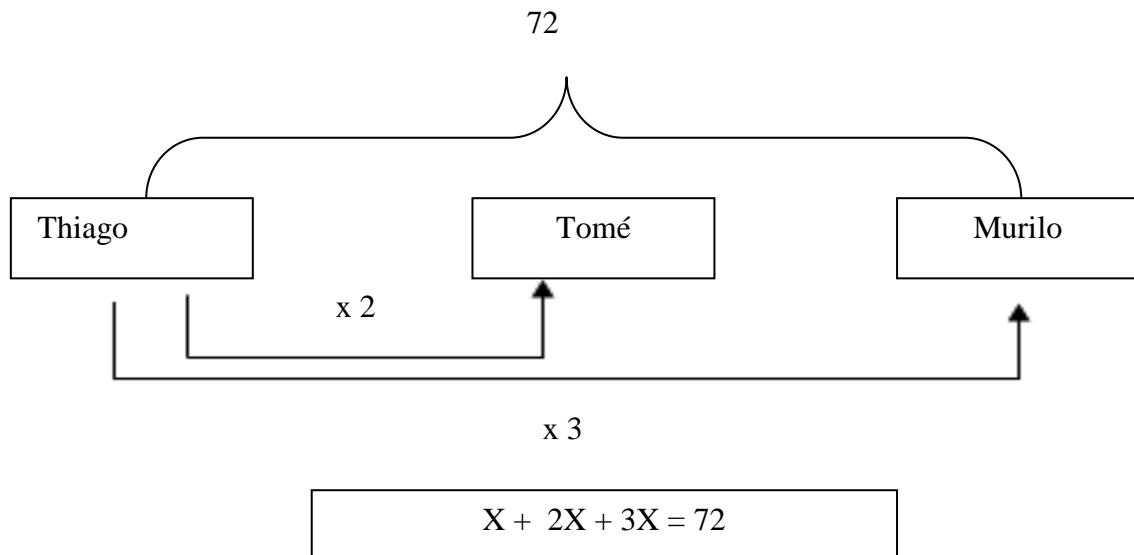 72
Thiago
Tomé
Murilo
x 2
x 3
X + 2X + 3X = 72